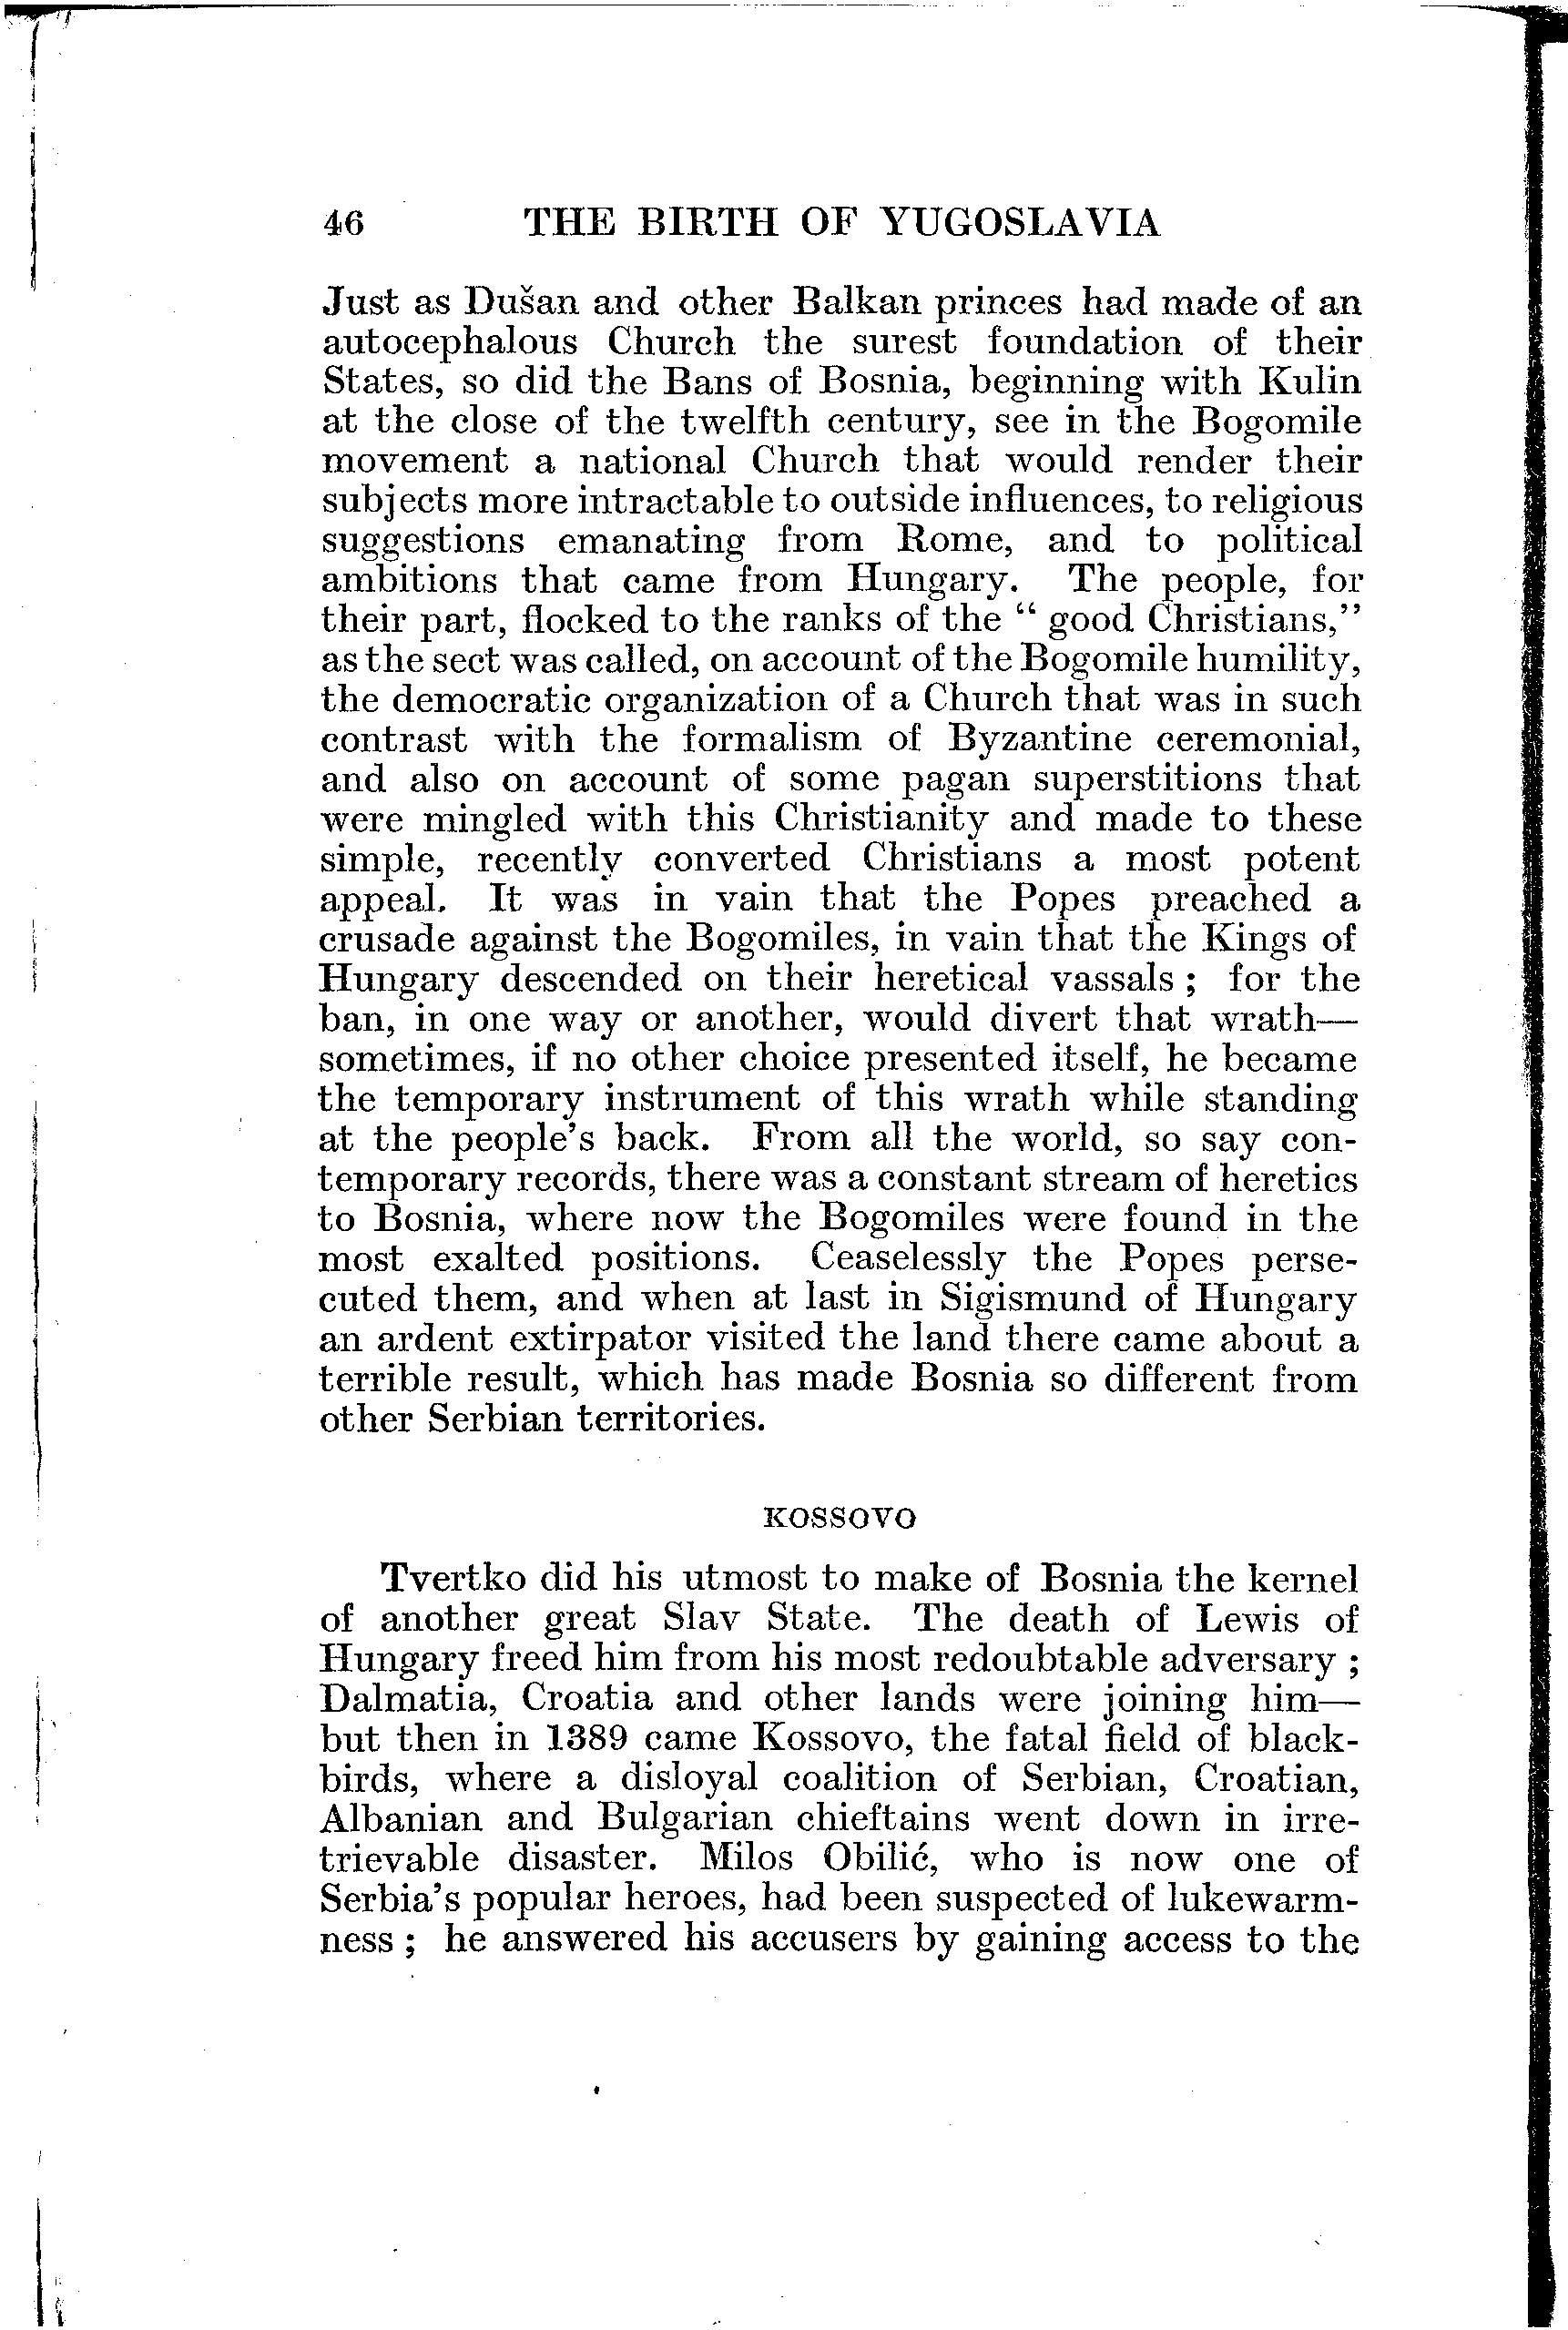 46 THE BIRTH OF YUGOSLAVIA
Just as Dušan and other Balkan princes had made of an
autocephalous Church the surest foundation of their
States, so did the Bans of Bosnia, beginning with Kulin
at the close of the twelfth century, see in the Bogomile
movement a national Church that would render their
subjects more intractable to outside influences, to religious
suggestions emanating from Rome, and to political
ambitions that came from Hungary. The people, for
their part, flocked to the ranks of the “ good Christians,”
as the sect was called, on account of the Bogomile humility,
the democratic organization of a Church that was in such
contrast with the formalism of Byzantine ceremonial,
and also on account of some pagan superstitions that
were mingled with this Christianity and made to these
simple, recently converted Christians a most potent
appeal. It was in vain that the Popes preached a
crusade against the Bogomiles, in vain that the Kings of
Hungary descended on their heretical vassals ; for the
ban, in one way or another, would divert that wrath—
sometimes, if no other choice presented itself, he became
the temporary instrument of this wrath while standing
at the people's back. From all the world, so say con-
temporary records, there was a constant stream of heretics
to Bosnia, where now the Bogomiles were found in the
most exalted positions. Ceaselessly the Popes perse-
cuted them, and when at last in Sigismund of Hungary
an ardent extirpator visited the land there came about a
terrible result, which has made Bosnia so different from
other Serbian territories.
KOSSOVO
Tvertko did his utmost to make of Bosnia the kernel
of another great Slav State. The death of Lewis of
Hungary freed him from his most redoubtable adversary ;
Dalmatia, Croatia and other lands were joining him—
but then in 1389 came Kossovo, the fatal field of black-
birds, where a disloyal coalition of Serbian, Croatian,
Albanian and Bulgarian chieftains went down in irre-
trievable disaster. Milos Obilić, who is now one of
Serbia's popular heroes, had been suspected of lukewarm-
ness ; he answered his accusers by gaining access to the